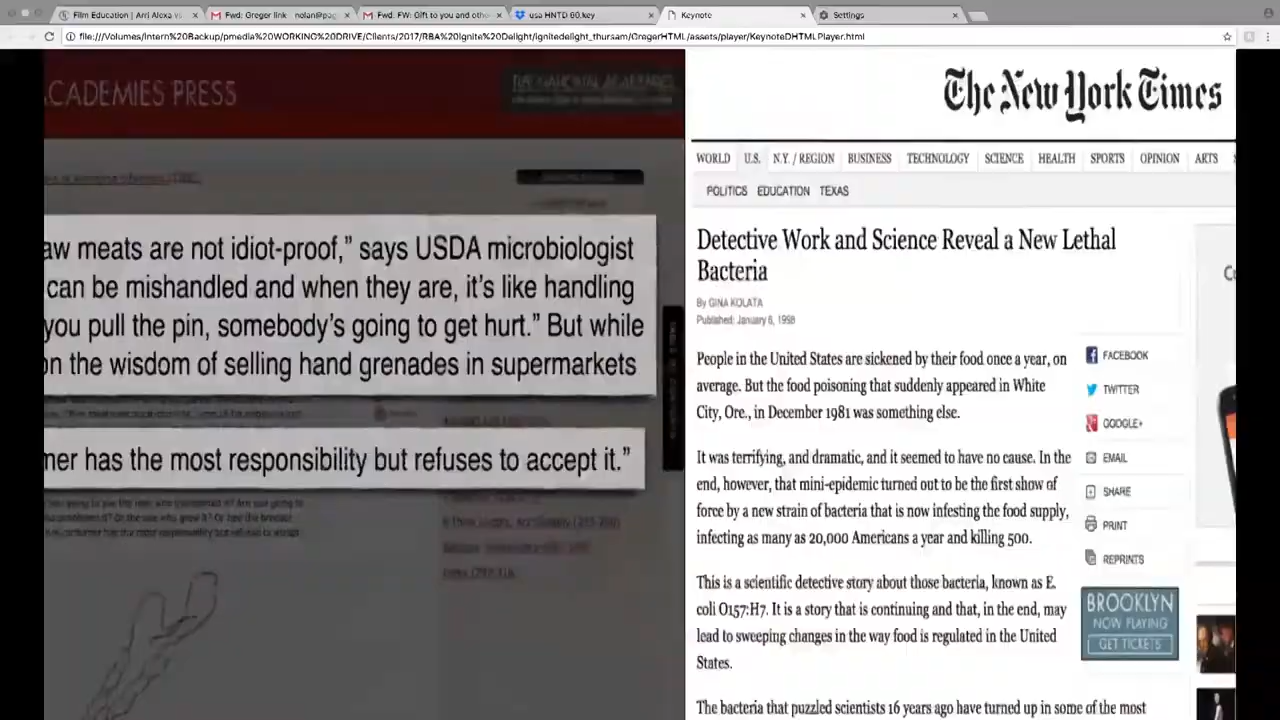 Film Education | Arri Alexa vs
Fwd: Greger link - nolan@pag
Fwd: FW: Gift to you and othe
usa HNTD 60.key
Keynote
Settings
file:///Volumes/Intern%20Backup/pmedia%20WORKING%20DRIVE/Clients/2017/RBA%20Ignite%20Delight/ignitedelight_thursam/GregerHTML/assets/player/KeynoteDHTMLPlayer.html
CADEMIES PRESS
THE NATIONAL ACADEMIES
aw meats are not idiot-proof,” says USDA microbiologist
can be mishandled and when they are, it’s like handling
you pull the pin, somebody’s going to get hurt.” But while
on the wisdom of selling hand grenades in supermarkets
mer has the most responsibility but refuses to accept it.”
The New York Times
WORLD U.S. N.Y. / REGION BUSINESS TECHNOLOGY SCIENCE HEALTH SPORTS OPINION ARTS
POLITICS EDUCATION TEXAS
Detective Work and Science Reveal a New Lethal
Bacteria
By GINA KOLATA
Published: January 6, 1998
People in the United States are sickened by their food once a year, on
average. But the food poisoning that suddenly appeared in White
City, Ore., in December 1981 was something else.
It was terrifying, and dramatic, and it seemed to have no cause. In the
end, however, that mini-epidemic turned out to be the first show of
force by a new strain of bacteria that is now infesting the food supply,
infecting as many as 20,000 Americans a year and killing 500.
This is a scientific detective story about those bacteria, known as E.
coli O157:H7. It is a story that is continuing and that, in the end, may
lead to sweeping changes in the way food is regulated in the United
States.
The bacteria that puzzled scientists 16 years ago have turned up in some of the most
FACEBOOK
TWITTER
GOOGLE+
EMAIL
SHARE
PRINT
REPRINTS
BROOKLYN
NOW PLAYING
GET TICKETS